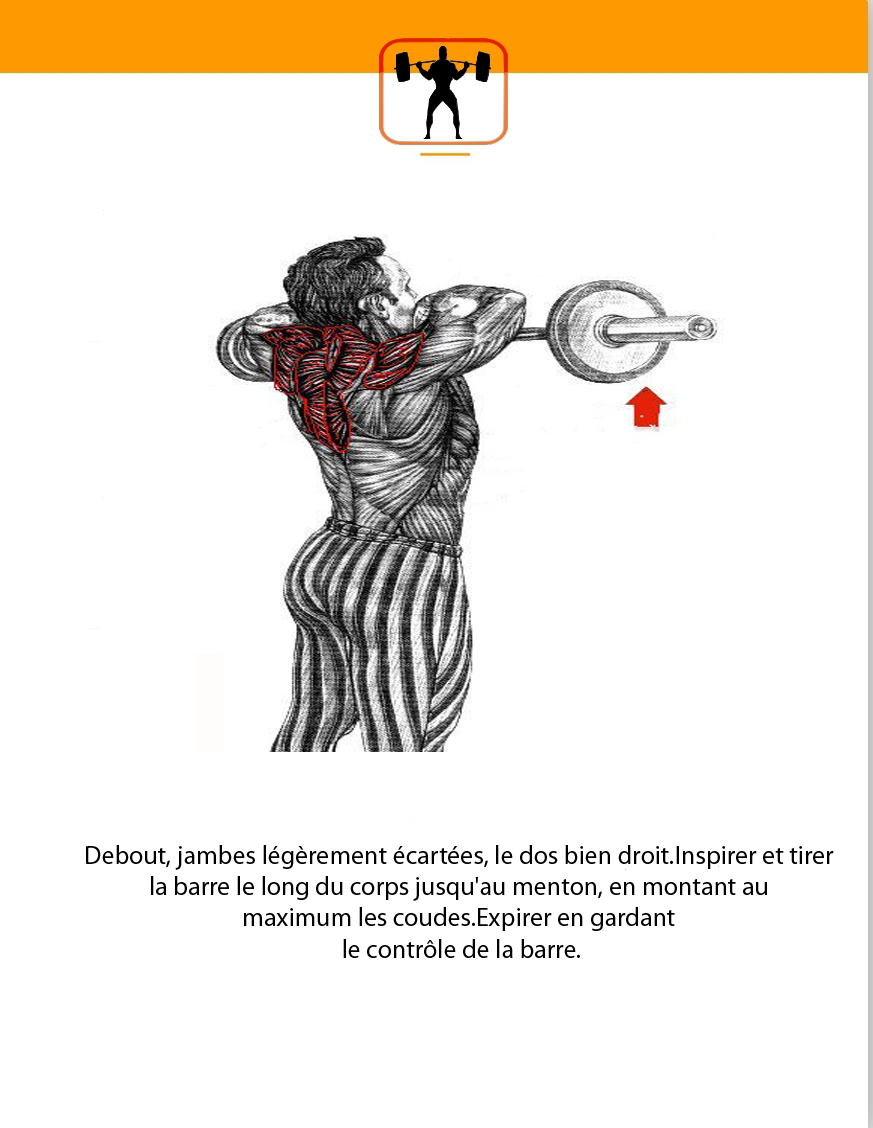 Debout, jambes légèrement écartées, le dos bien droit.Inspirer et tirer
la barre le long du corps jusqu'au menton, en montant au
maximum les coudes.Expirer en gardant
le contrôle de la barre.